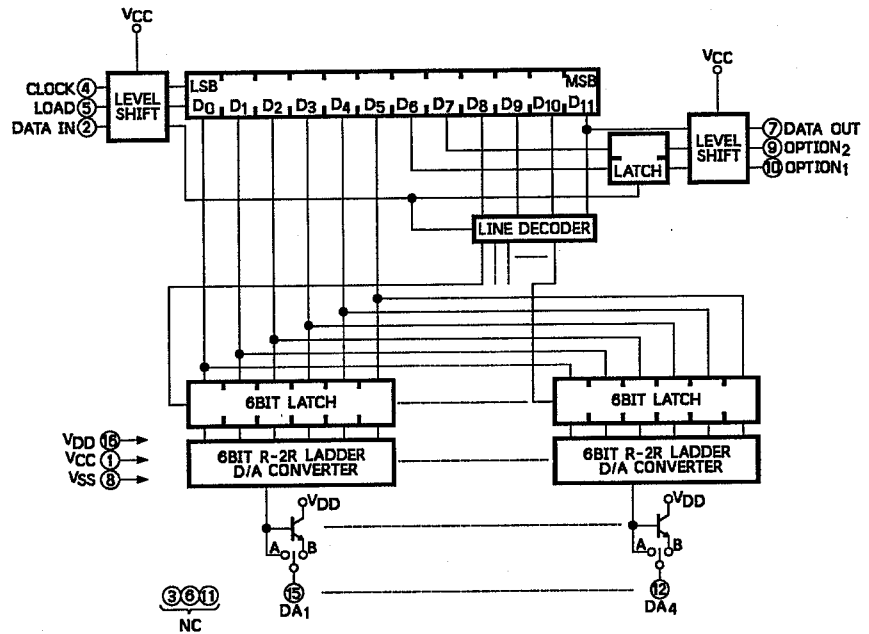 VCC
CLOCK ④
LOAD ⑤
DATA IN ②
LEVEL SHIFT
LSB
MSB
D0 D1 D2 D3 D4 D5 D6 D7 D8 D9 D10 D11
VCC
LEVEL SHIFT
⑦ DATA OUT
⑨ OPTION2
⑩ OPTION1
LATCH
LINE DECODER
6BIT LATCH
6BIT LATCH
VDD ⑯
VCC ①
VSS ⑧
6BIT R-2R LADDER
D/A CONVERTER
6BIT R-2R LADDER
D/A CONVERTER
VDD
A B
⑮
DA1
VDD
A B
⑫
DA4
③⑥⑪
NC